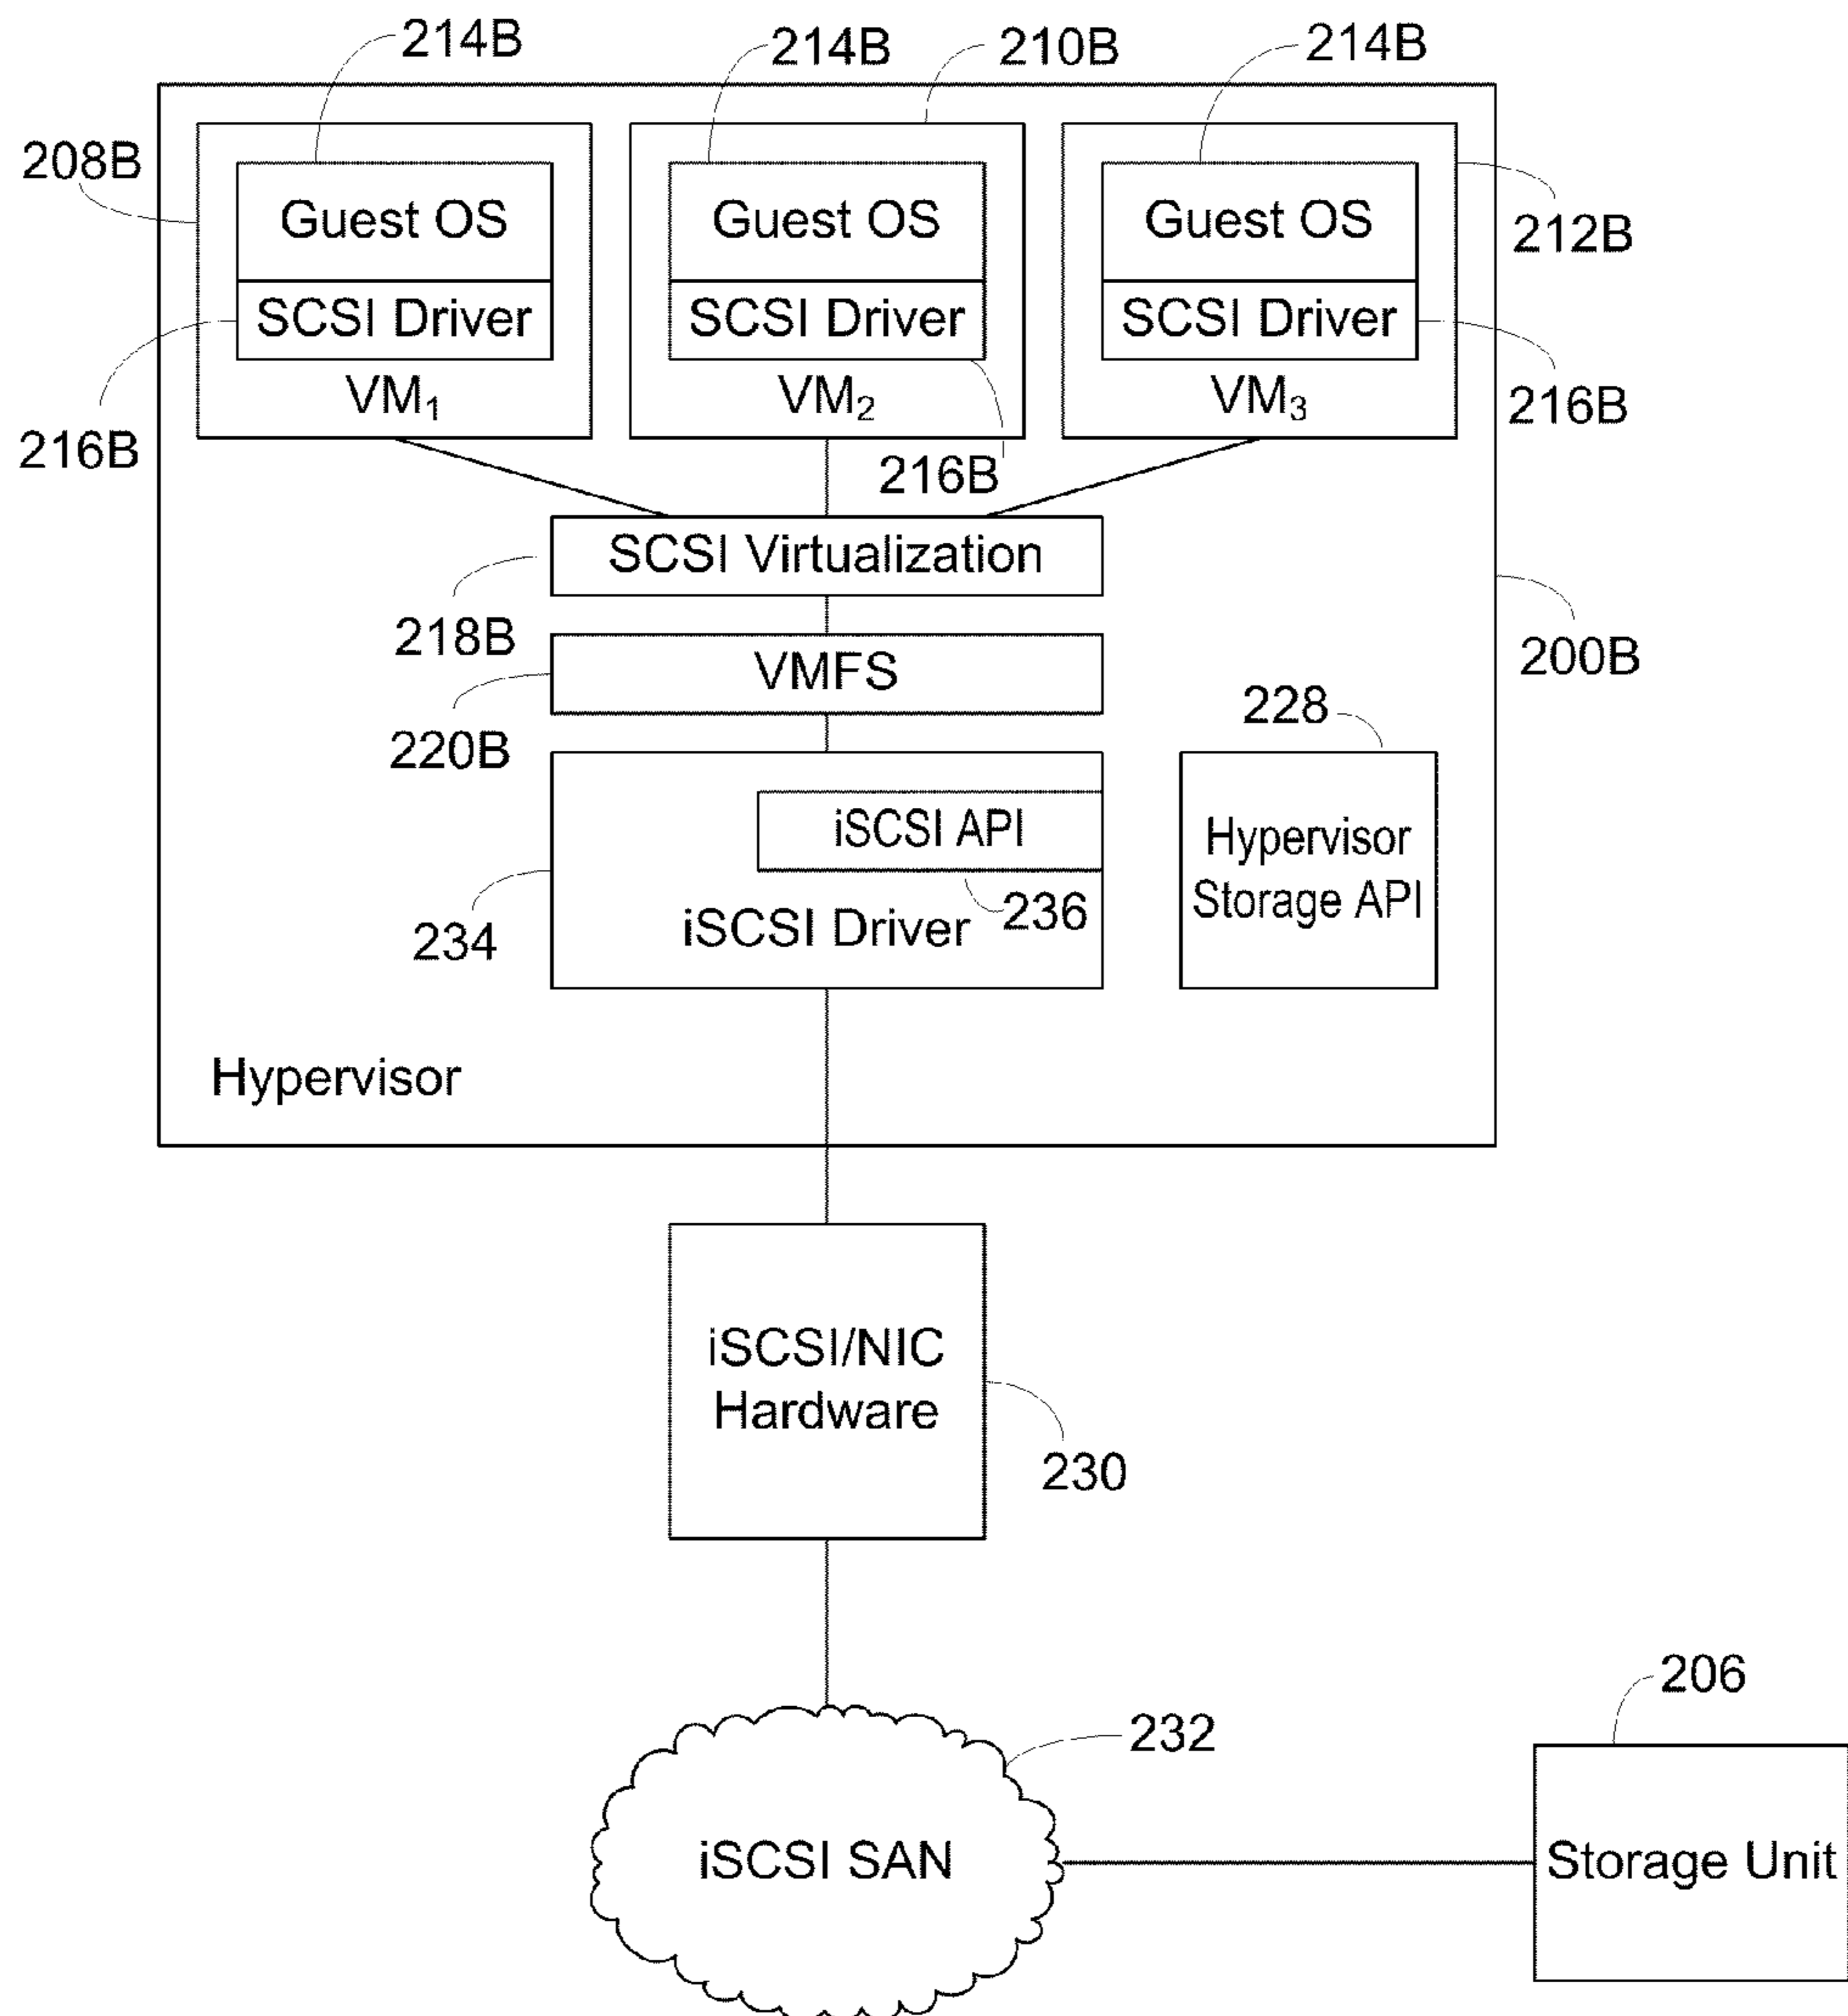 214B
214B
210B
214B
208B
Guest OS
Guest OS
Guest OS
212B
SCSI Driver
SCSI Driver
SCSI Driver
VM₁
VM₂
VM₃
216B
216B
216B
SCSI Virtualization
218B
200B
VMFS
220B
228
iSCSI API
236
iSCSI Driver
234
Hypervisor
Storage API
Hypervisor
iSCSI/NIC
Hardware
230
206
232
iSCSI SAN
Storage Unit